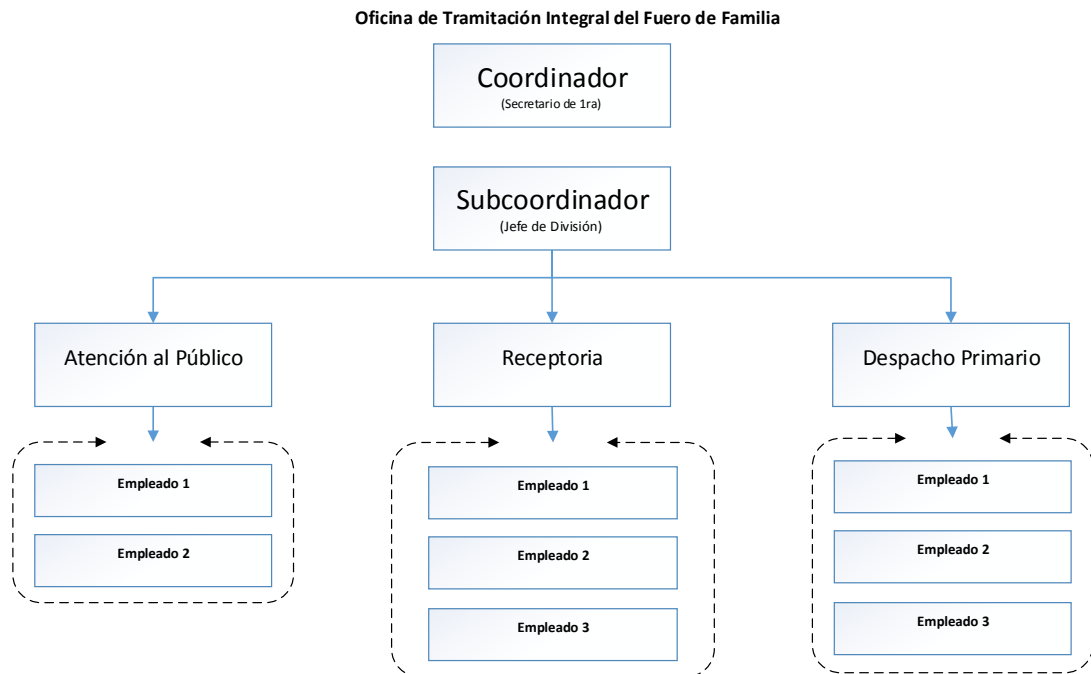 Oficina de Tramitación Integral del Fuero de Familia
Coordinador
(Secretario de 1ra)
Subcoordinador
(Jefe de División)
Atención al Público
Receptoria
Despacho Primario
Empleado 1
Empleado 2
Empleado 1
Empleado 2
Empleado 3
Empleado 1
Empleado 2
Empleado 3